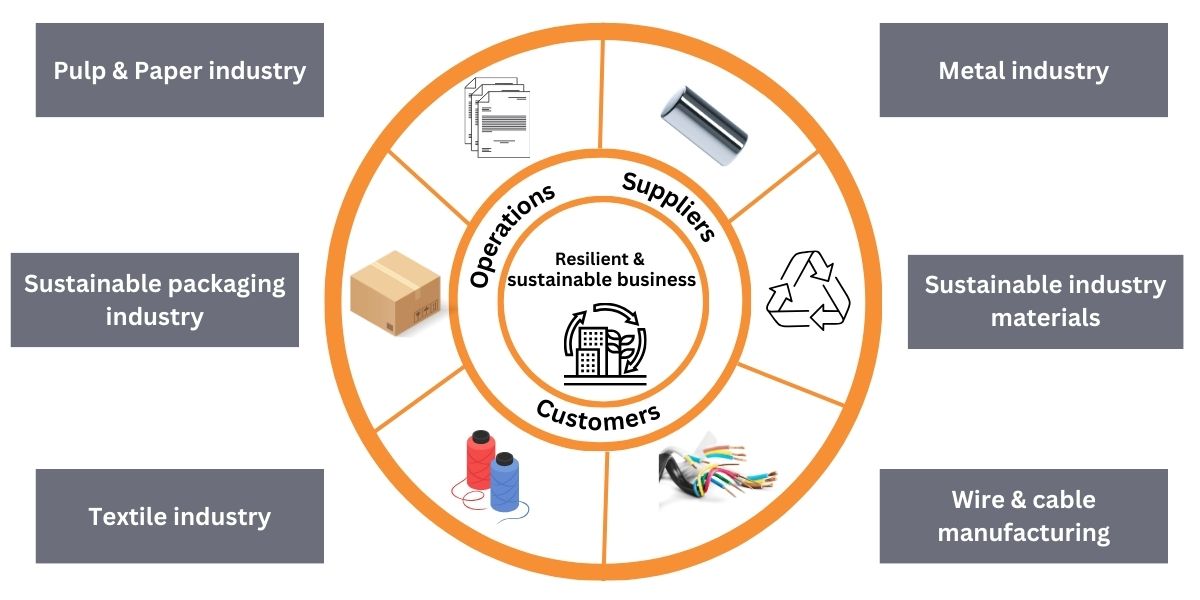 Pulp & Paper industry
Metal industry
Operations
Suppliers
Resilient &
sustainable business
Sustainable packaging
industry
Sustainable industry
materials
Customers
Textile industry
Wire & cable
manufacturing